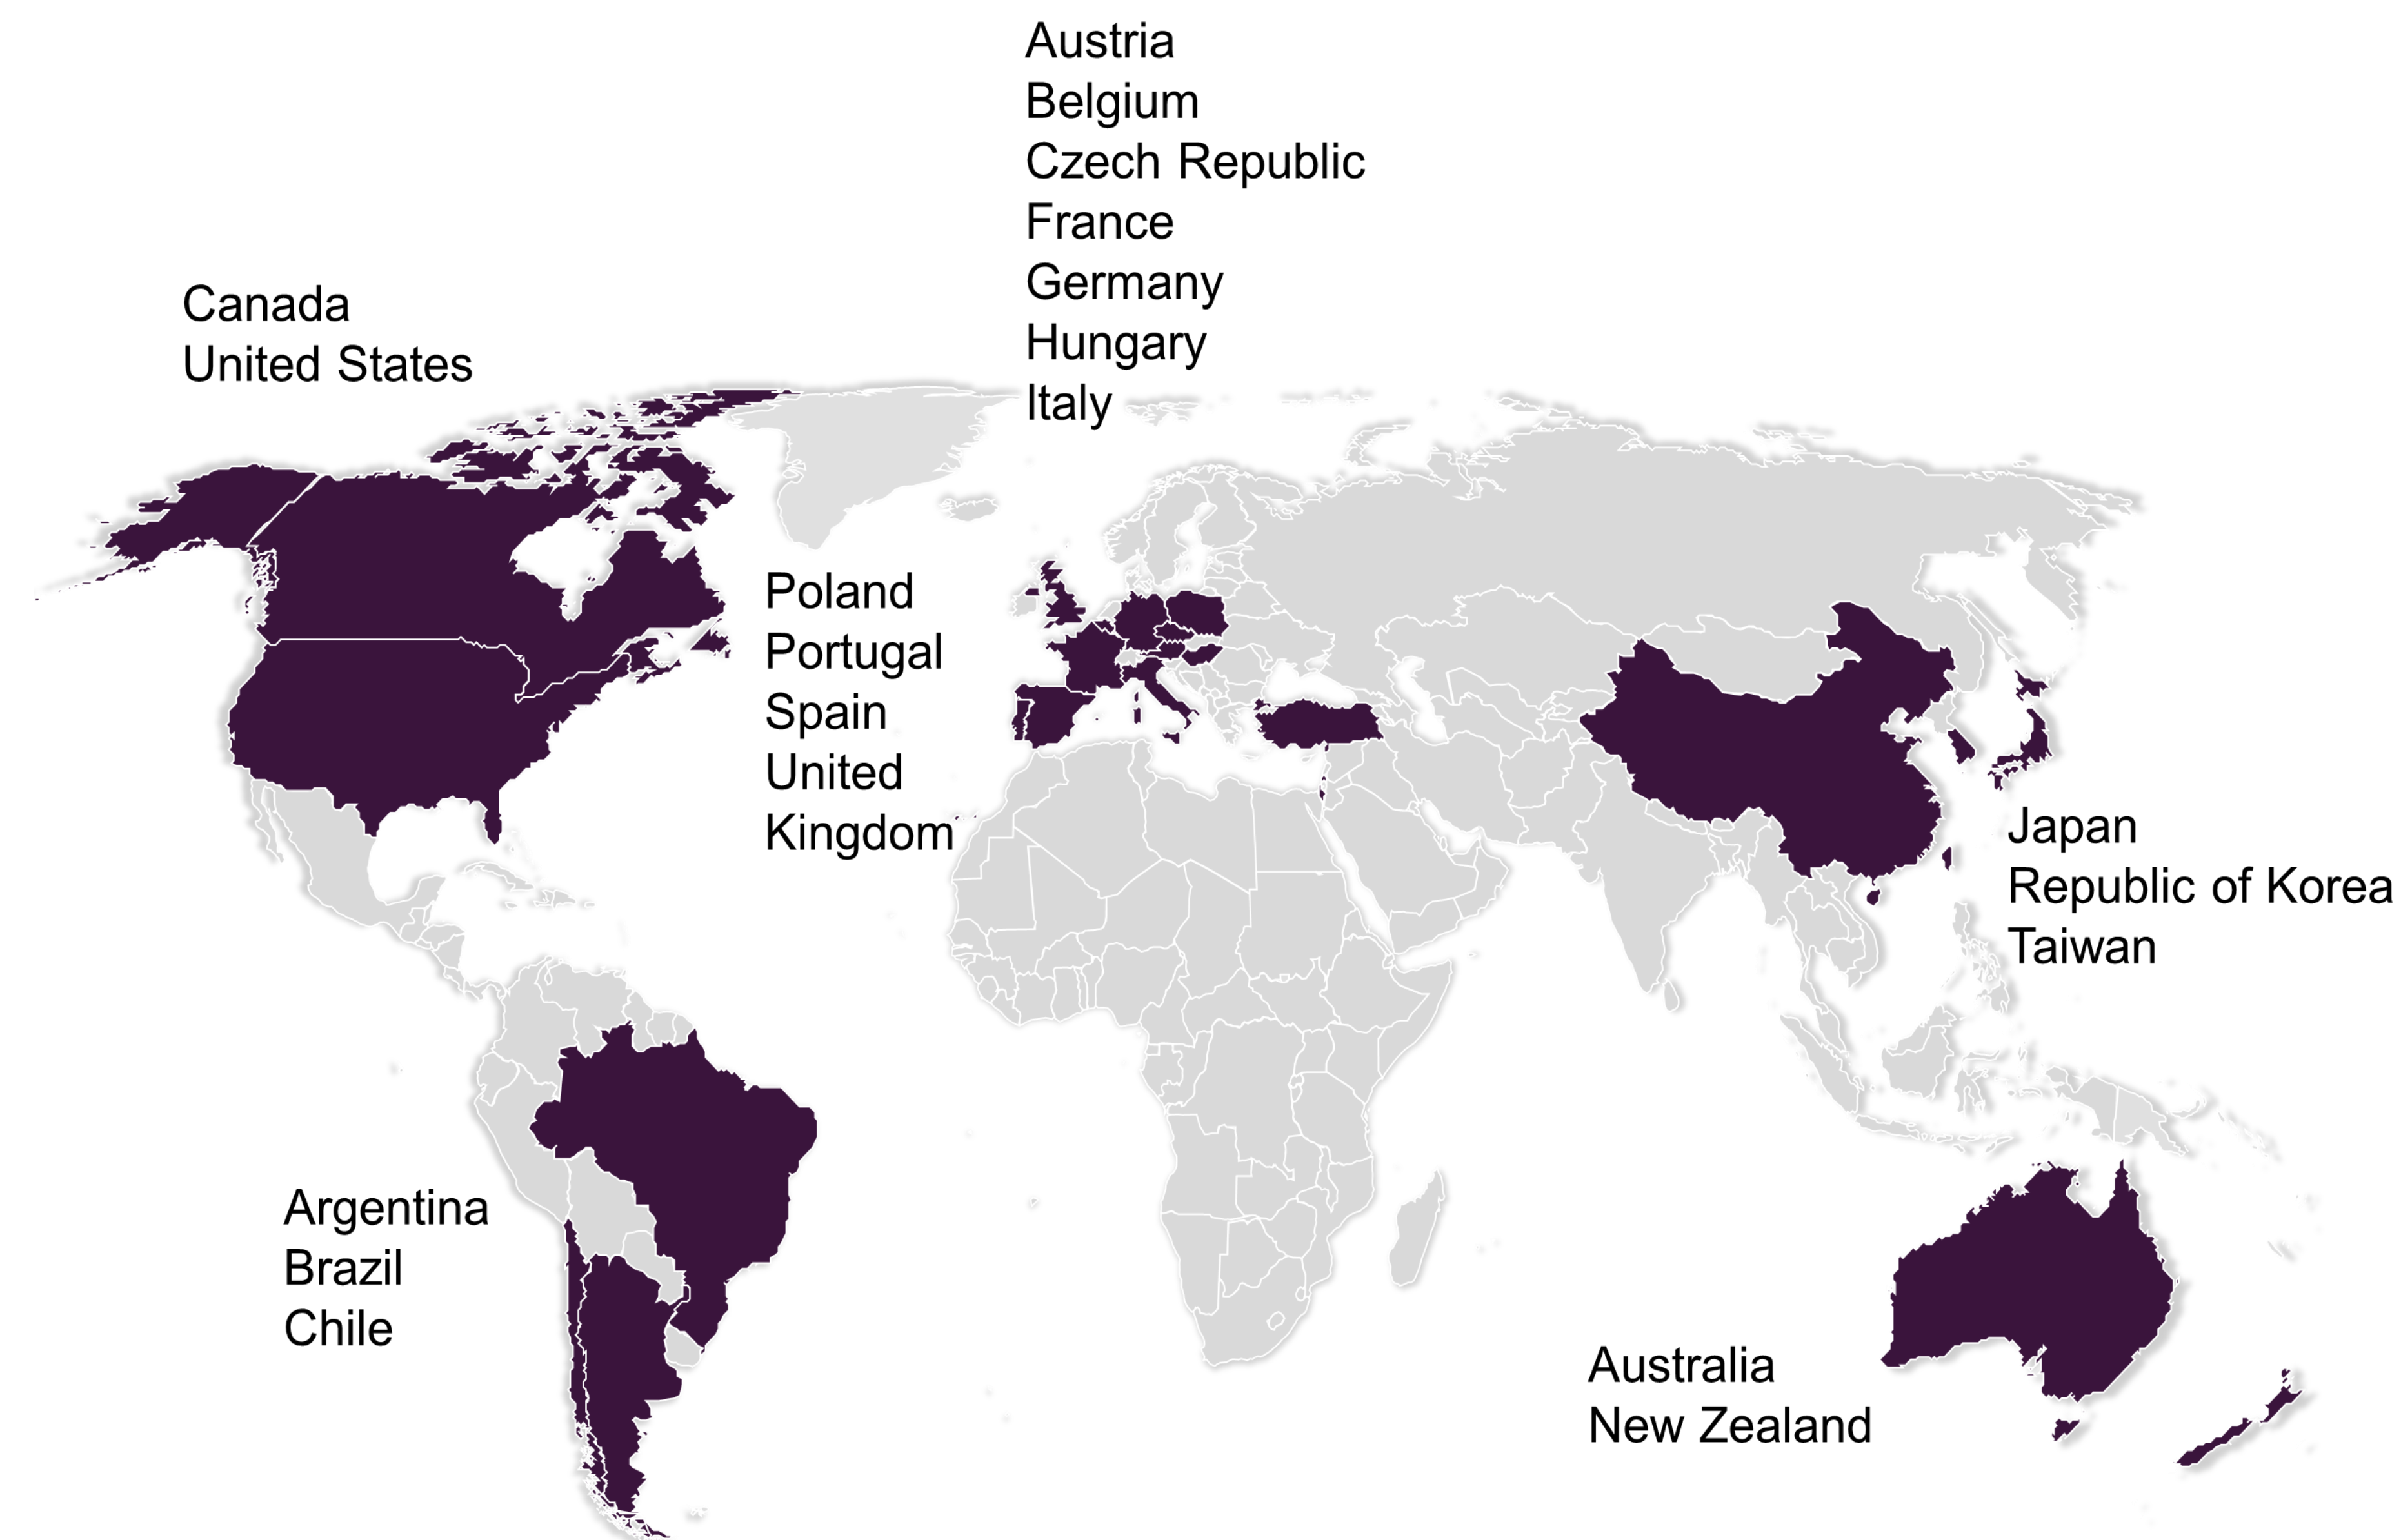 Austria
Belgium
Czech Republic
France
Germany
Hungary
Italy
Canada
United States
Poland
Portugal
Spain
United
Kingdom
Japan
Republic of Korea
Taiwan
Argentina
Brazil
Chile
Australia
New Zealand